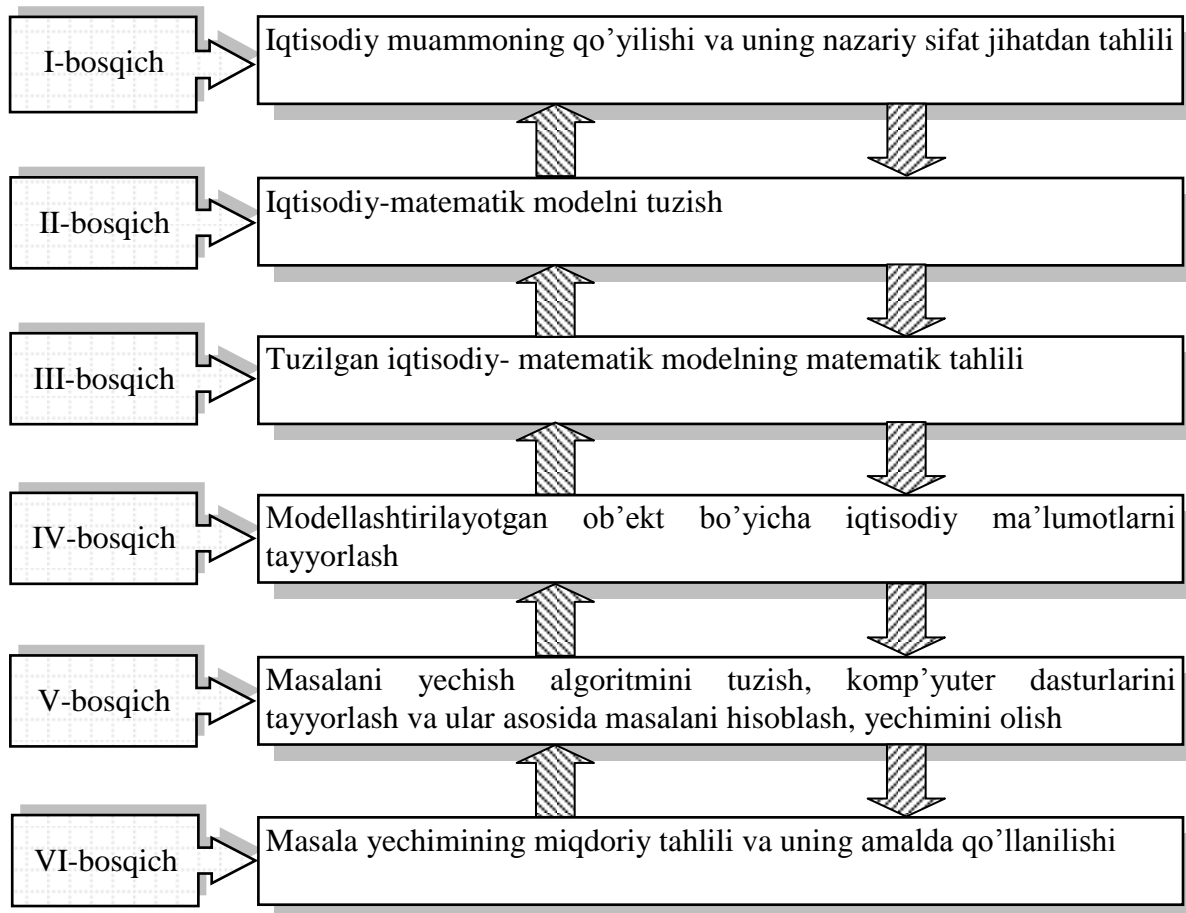 I-bosqich
Iqtisodiy muammoning qo’yilishi va uning nazariy sifat jihatdan tahlili
II-bosqich
Iqtisodiy-matematik modelni tuzish
III-bosqich
Tuzilgan iqtisodiy- matematik modelning matematik tahlili
IV-bosqich
Modellashtirilayotgan ob’ekt bo’yicha iqtisodiy ma’lumotlarni
tayyorlash
V-bosqich
Masalani yechish algoritmini tuzish, komp’yuter dasturlarini
tayyorlash va ular asosida masalani hisoblash, yechimini olish
VI-bosqich
Masala yechimining miqdoriy tahlili va uning amalda qo’llanilishi